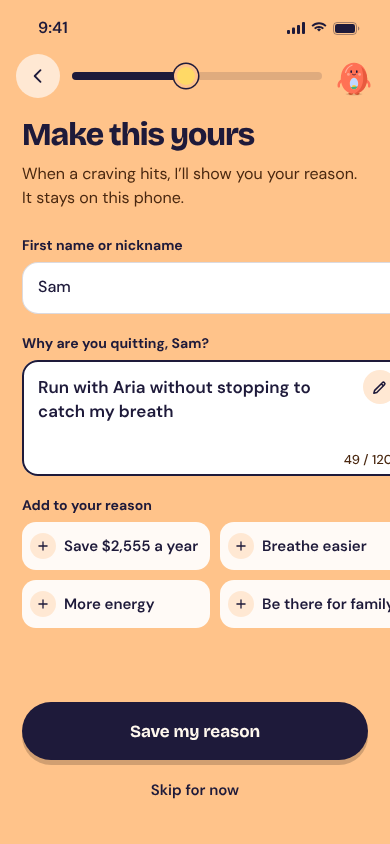 9:41
Make this yours
When a craving hits, I'll show you your reason.
It stays on this phone.
First name or nickname
Sam
Why are you quitting, Sam?
Run with Aria without stopping to
catch my breath
49 / 120
Add to your reason
Save $2,555 a year
Breathe easier
More energy
Be there for family
Save my reason
Skip for now